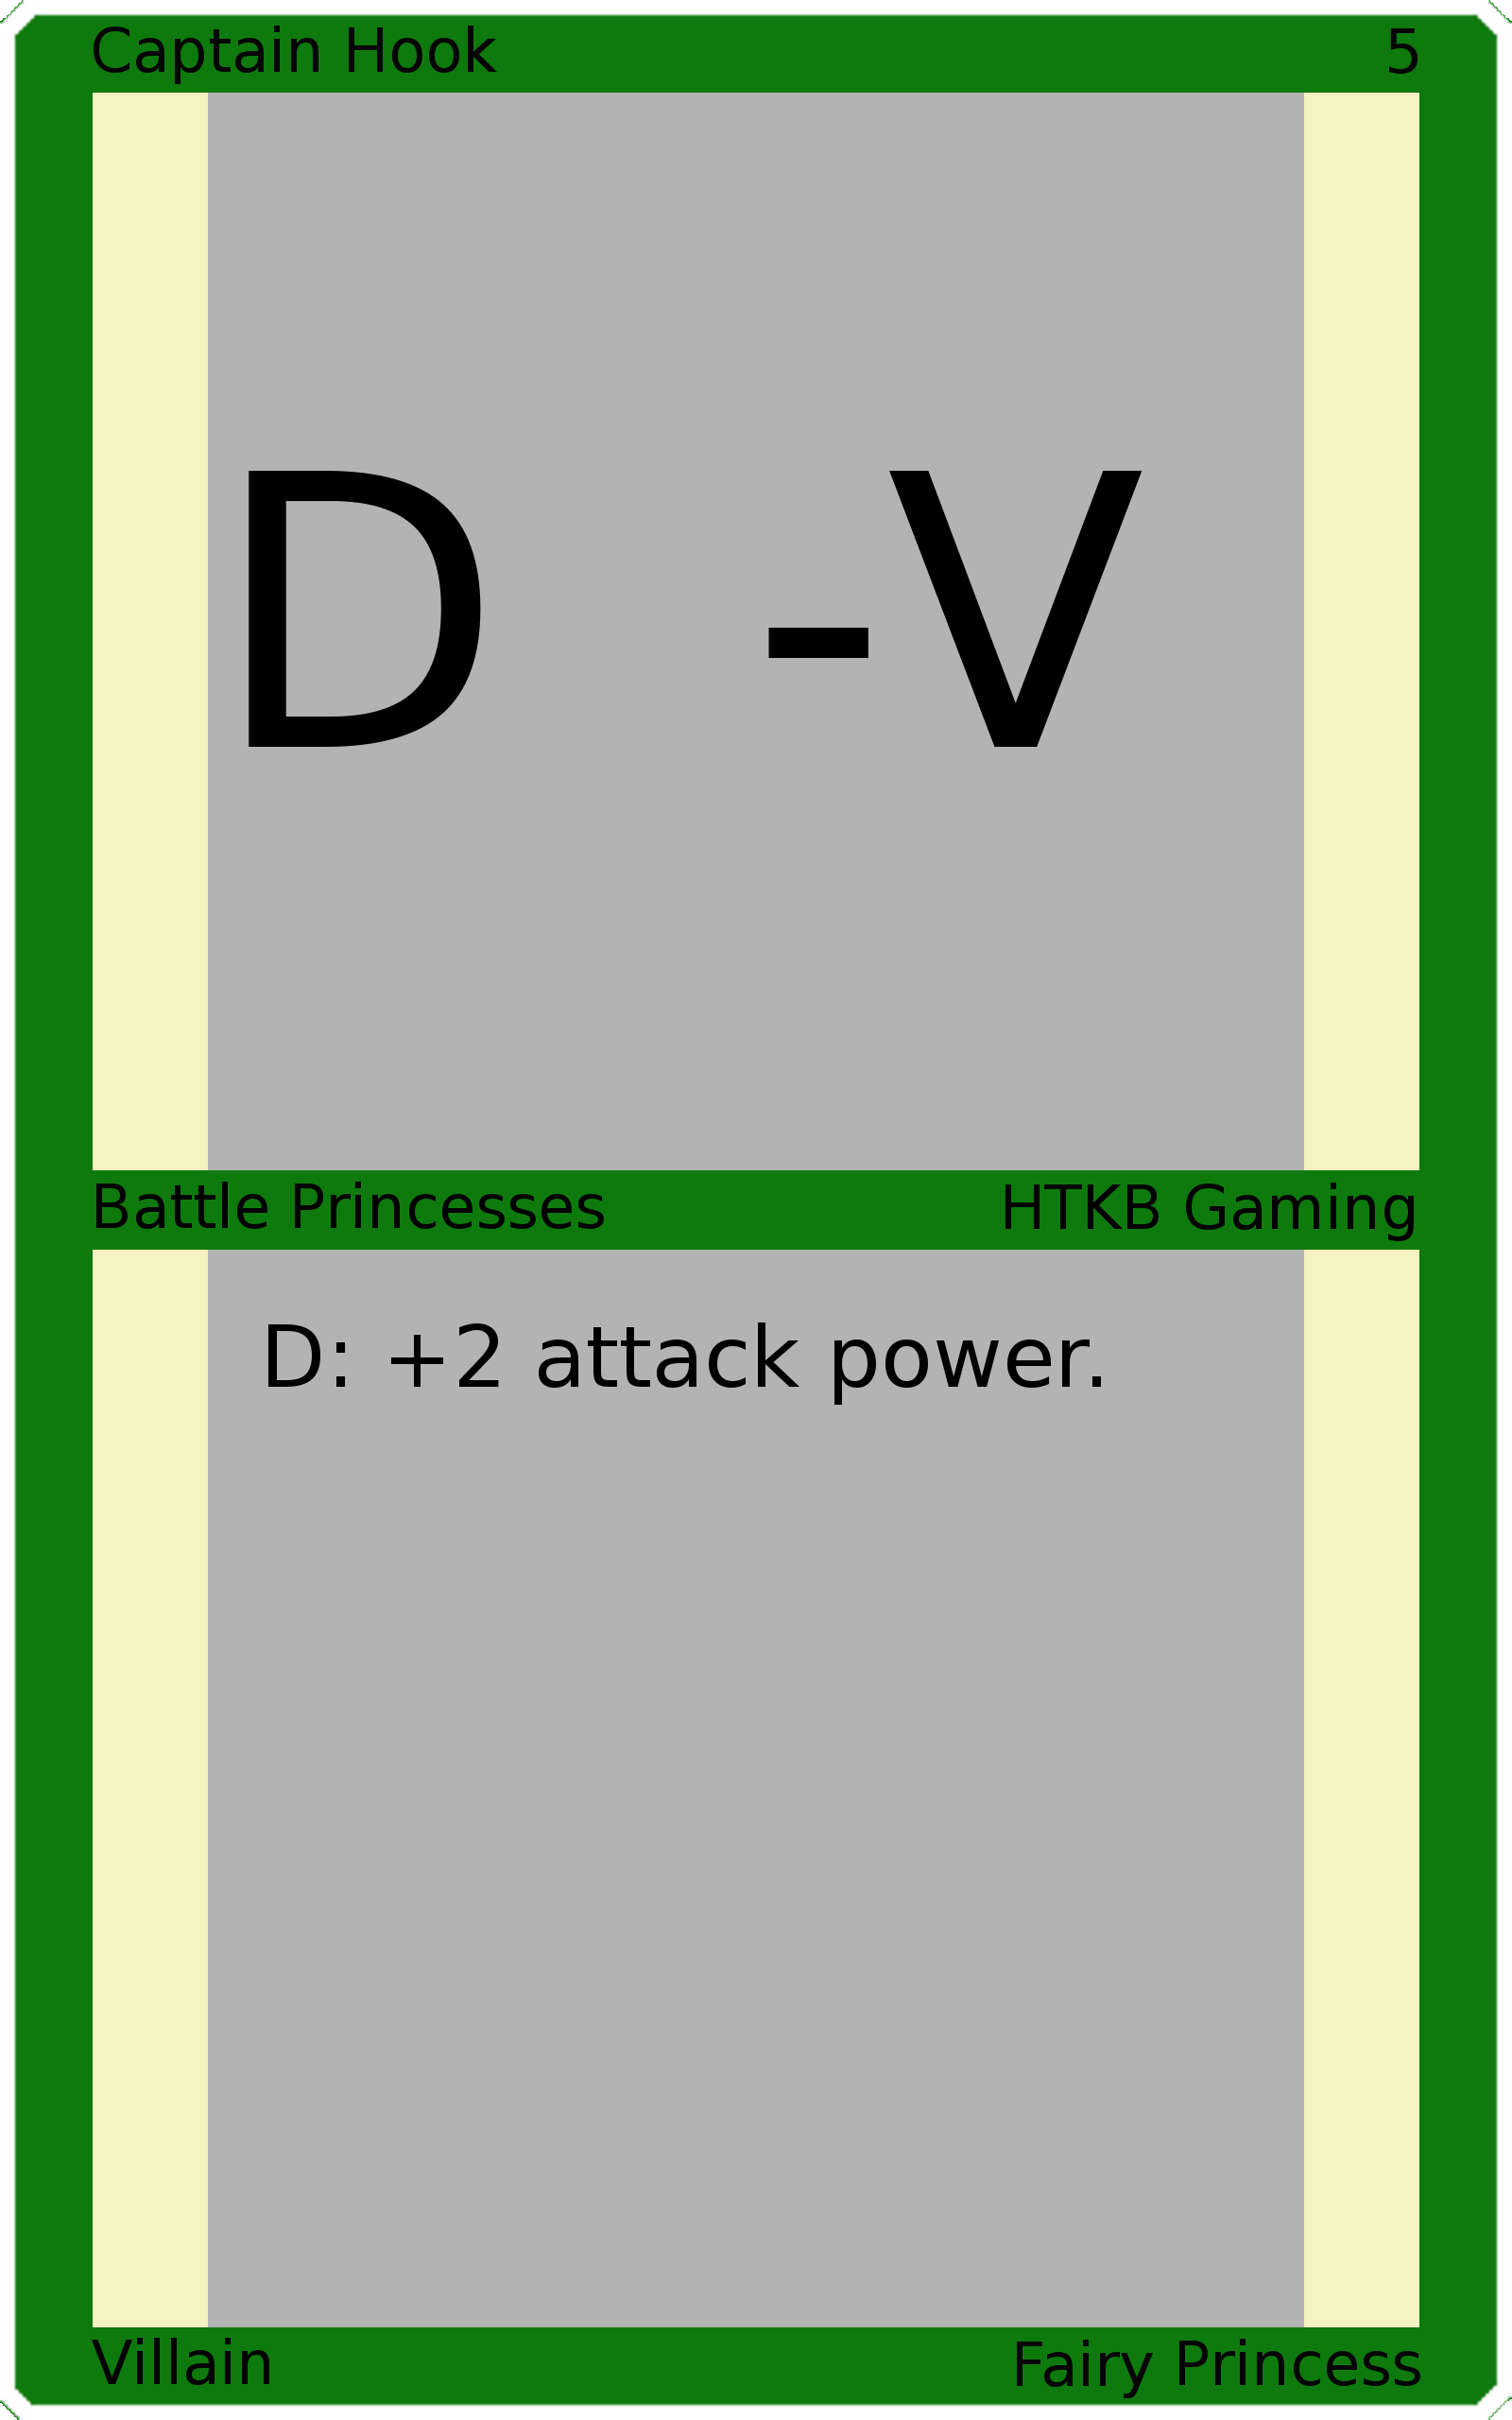 Captain Hook 5
D -V
Battle Princesses HTKB Gaming
D: +2 attack power.
Villain Fairy Princess